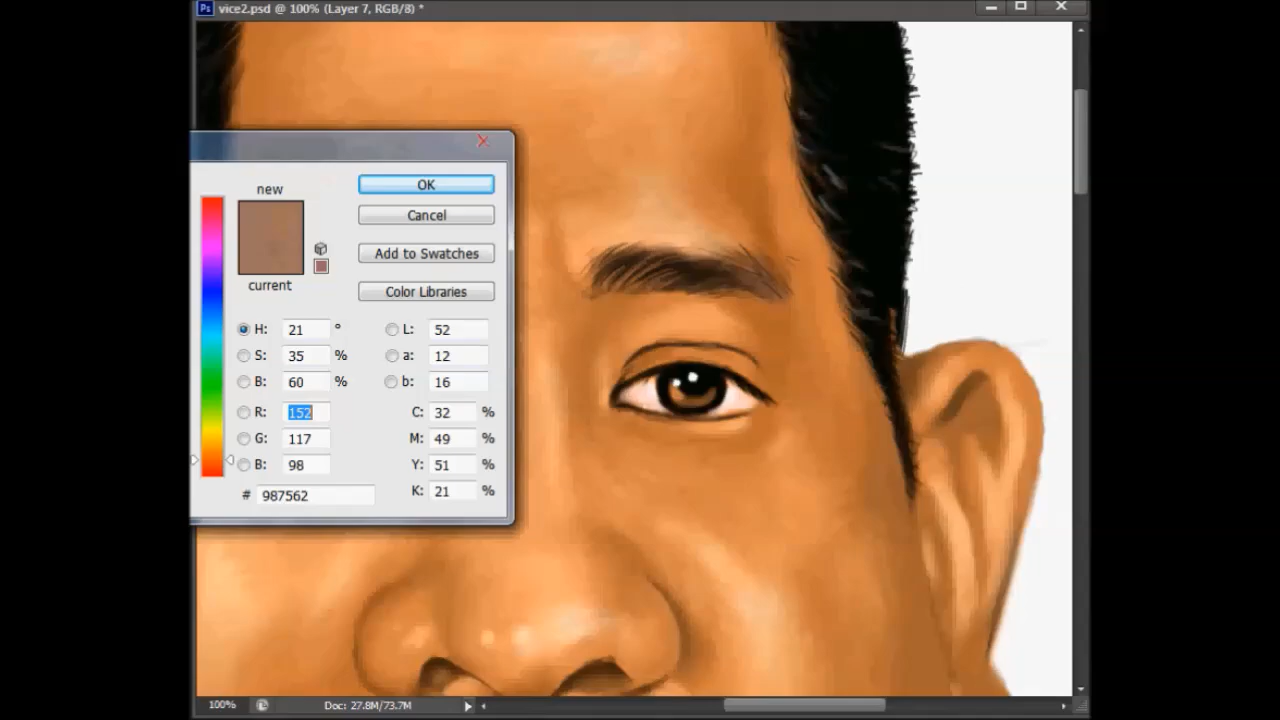 Ps vice2.psd @ 100% (Layer 7, RGB/8) *
new
current
OK
Cancel
Add to Swatches
Color Libraries
H: 21 °
S: 35 %
B: 60 %
R: 152
G: 117
B: 98
# 987562
L: 52
a: 12
b: 16
C: 32 %
M: 49 %
Y: 51 %
K: 21 %
100% Doc: 27.8M/73.7M